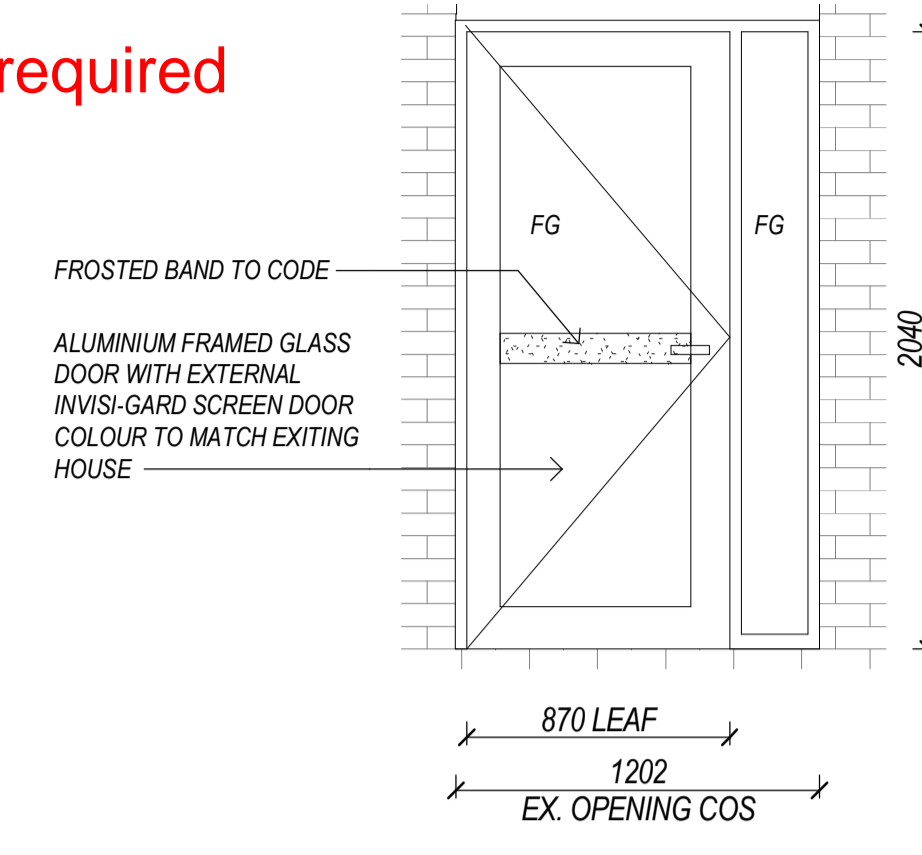 required
FG
FG
FROSTED BAND TO CODE
ALUMINIUM FRAMED GLASS
DOOR WITH EXTERNAL
INVISI-GARD SCREEN DOOR
COLOUR TO MATCH EXITING
HOUSE
2040
870 LEAF
1202
EX. OPENING COS